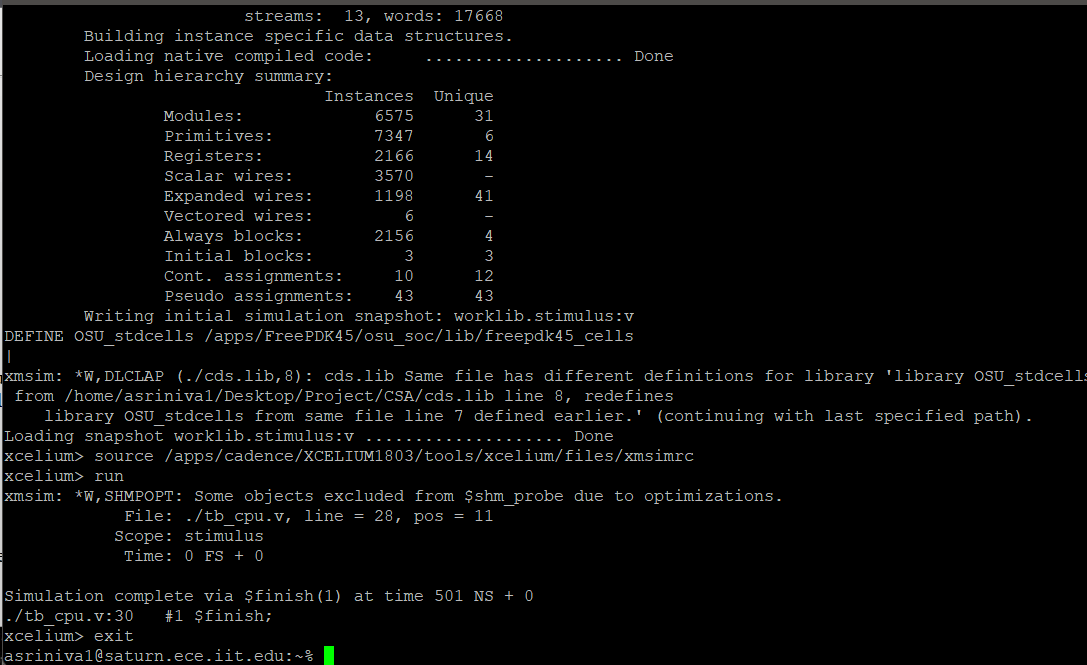 streams:  13, words: 17668
Building instance specific data structures.
Loading native compiled code:     .................... Done
Design hierarchy summary:
Instances  Unique
Modules:             6575      31
Primitives:          7347       6
Registers:           2166      14
Scalar wires:        3570       -
Expanded wires:      1198      41
Vectored wires:         6       -
Always blocks:       2156       4
Initial blocks:         3       3
Cont. assignments:     10      12
Pseudo assignments:    43      43
Writing initial simulation snapshot: worklib.stimulus:v
DEFINE OSU_stdcells /apps/FreePDK45/osu_soc/lib/freepdk45_cells
|
xmsim: *W,DLCLAP (./cds.lib,8): cds.lib Same file has different definitions for library 'library OSU_stdcells
from /home/asriniva1/Desktop/Project/CSA/cds.lib line 8, redefines
library OSU_stdcells from same file line 7 defined earlier.' (continuing with last specified path).
Loading snapshot worklib.stimulus:v .................... Done
xcelium> source /apps/cadence/XCELIUM1803/tools/xcelium/files/xmsimrc
xcelium> run
xmsim: *W,SHMPOPT: Some objects excluded from $shm_probe due to optimizations.
File: ./tb_cpu.v, line = 28, pos = 11
Scope: stimulus
Time: 0 FS + 0
Simulation complete via $finish(1) at time 501 NS + 0
./tb_cpu.v:30   #1 $finish;
xcelium> exit
asriniva1@saturn.ece.iit.edu:~%